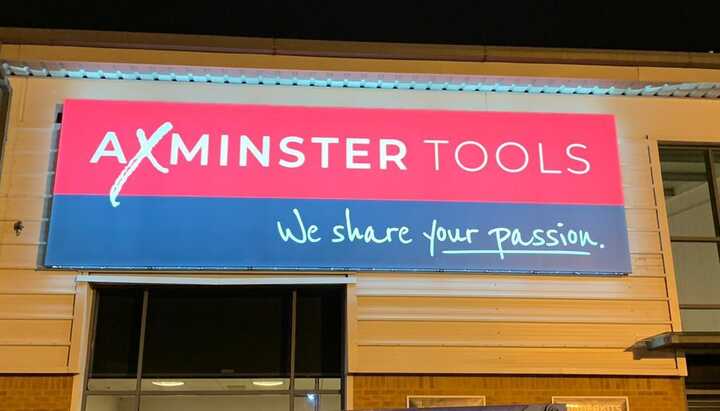 AXMINSTER TOOLS
We share your passion.